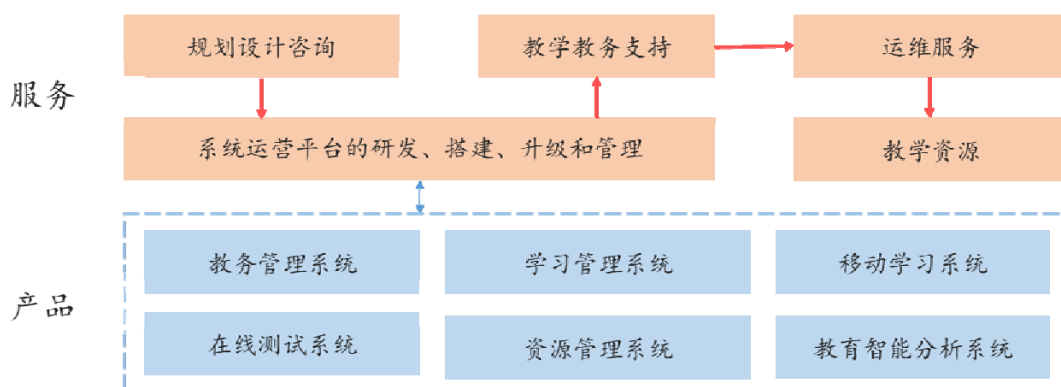 规划设计咨询
教学教务支持
运维服务
服务
系统运营平台的研发、搭建、升级和管理
教学资源
教务管理系统
学习管理系统
移动学习系统
产品
在线测试系统
资源管理系统
教育智能分析系统